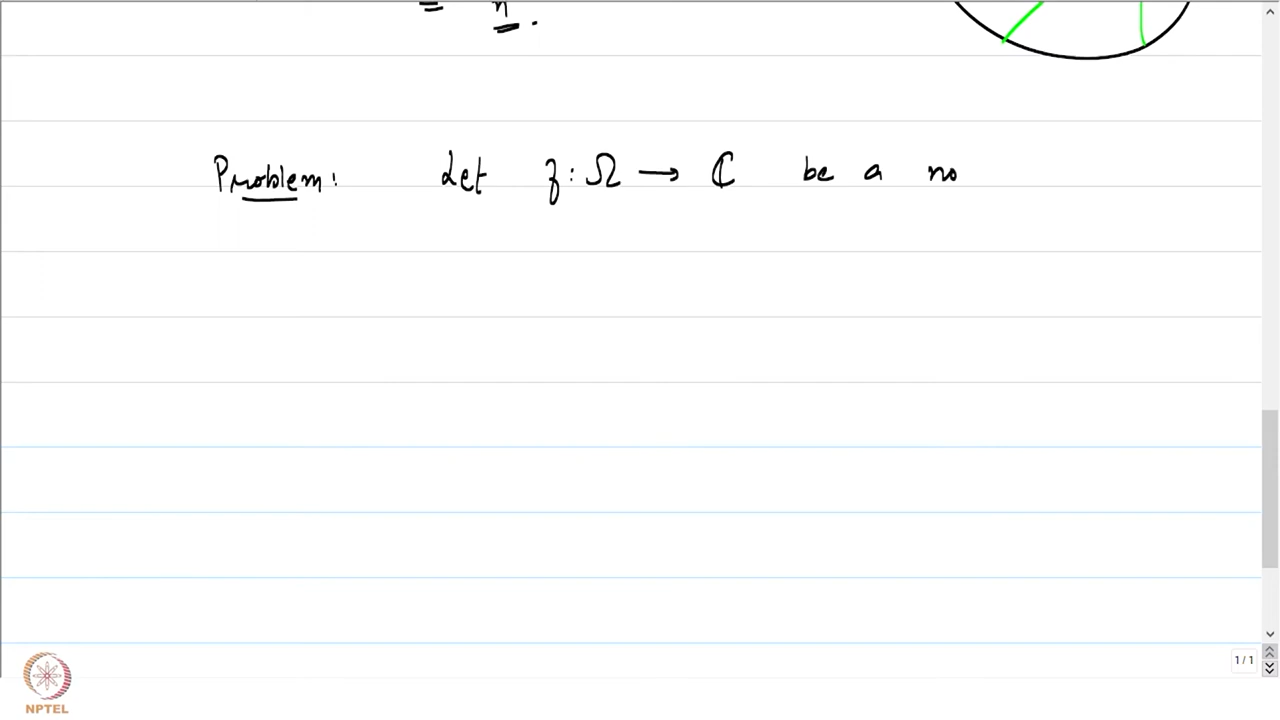 = n.
Problem: Let f: Ω → ℂ be a no
1/1
NPTEL